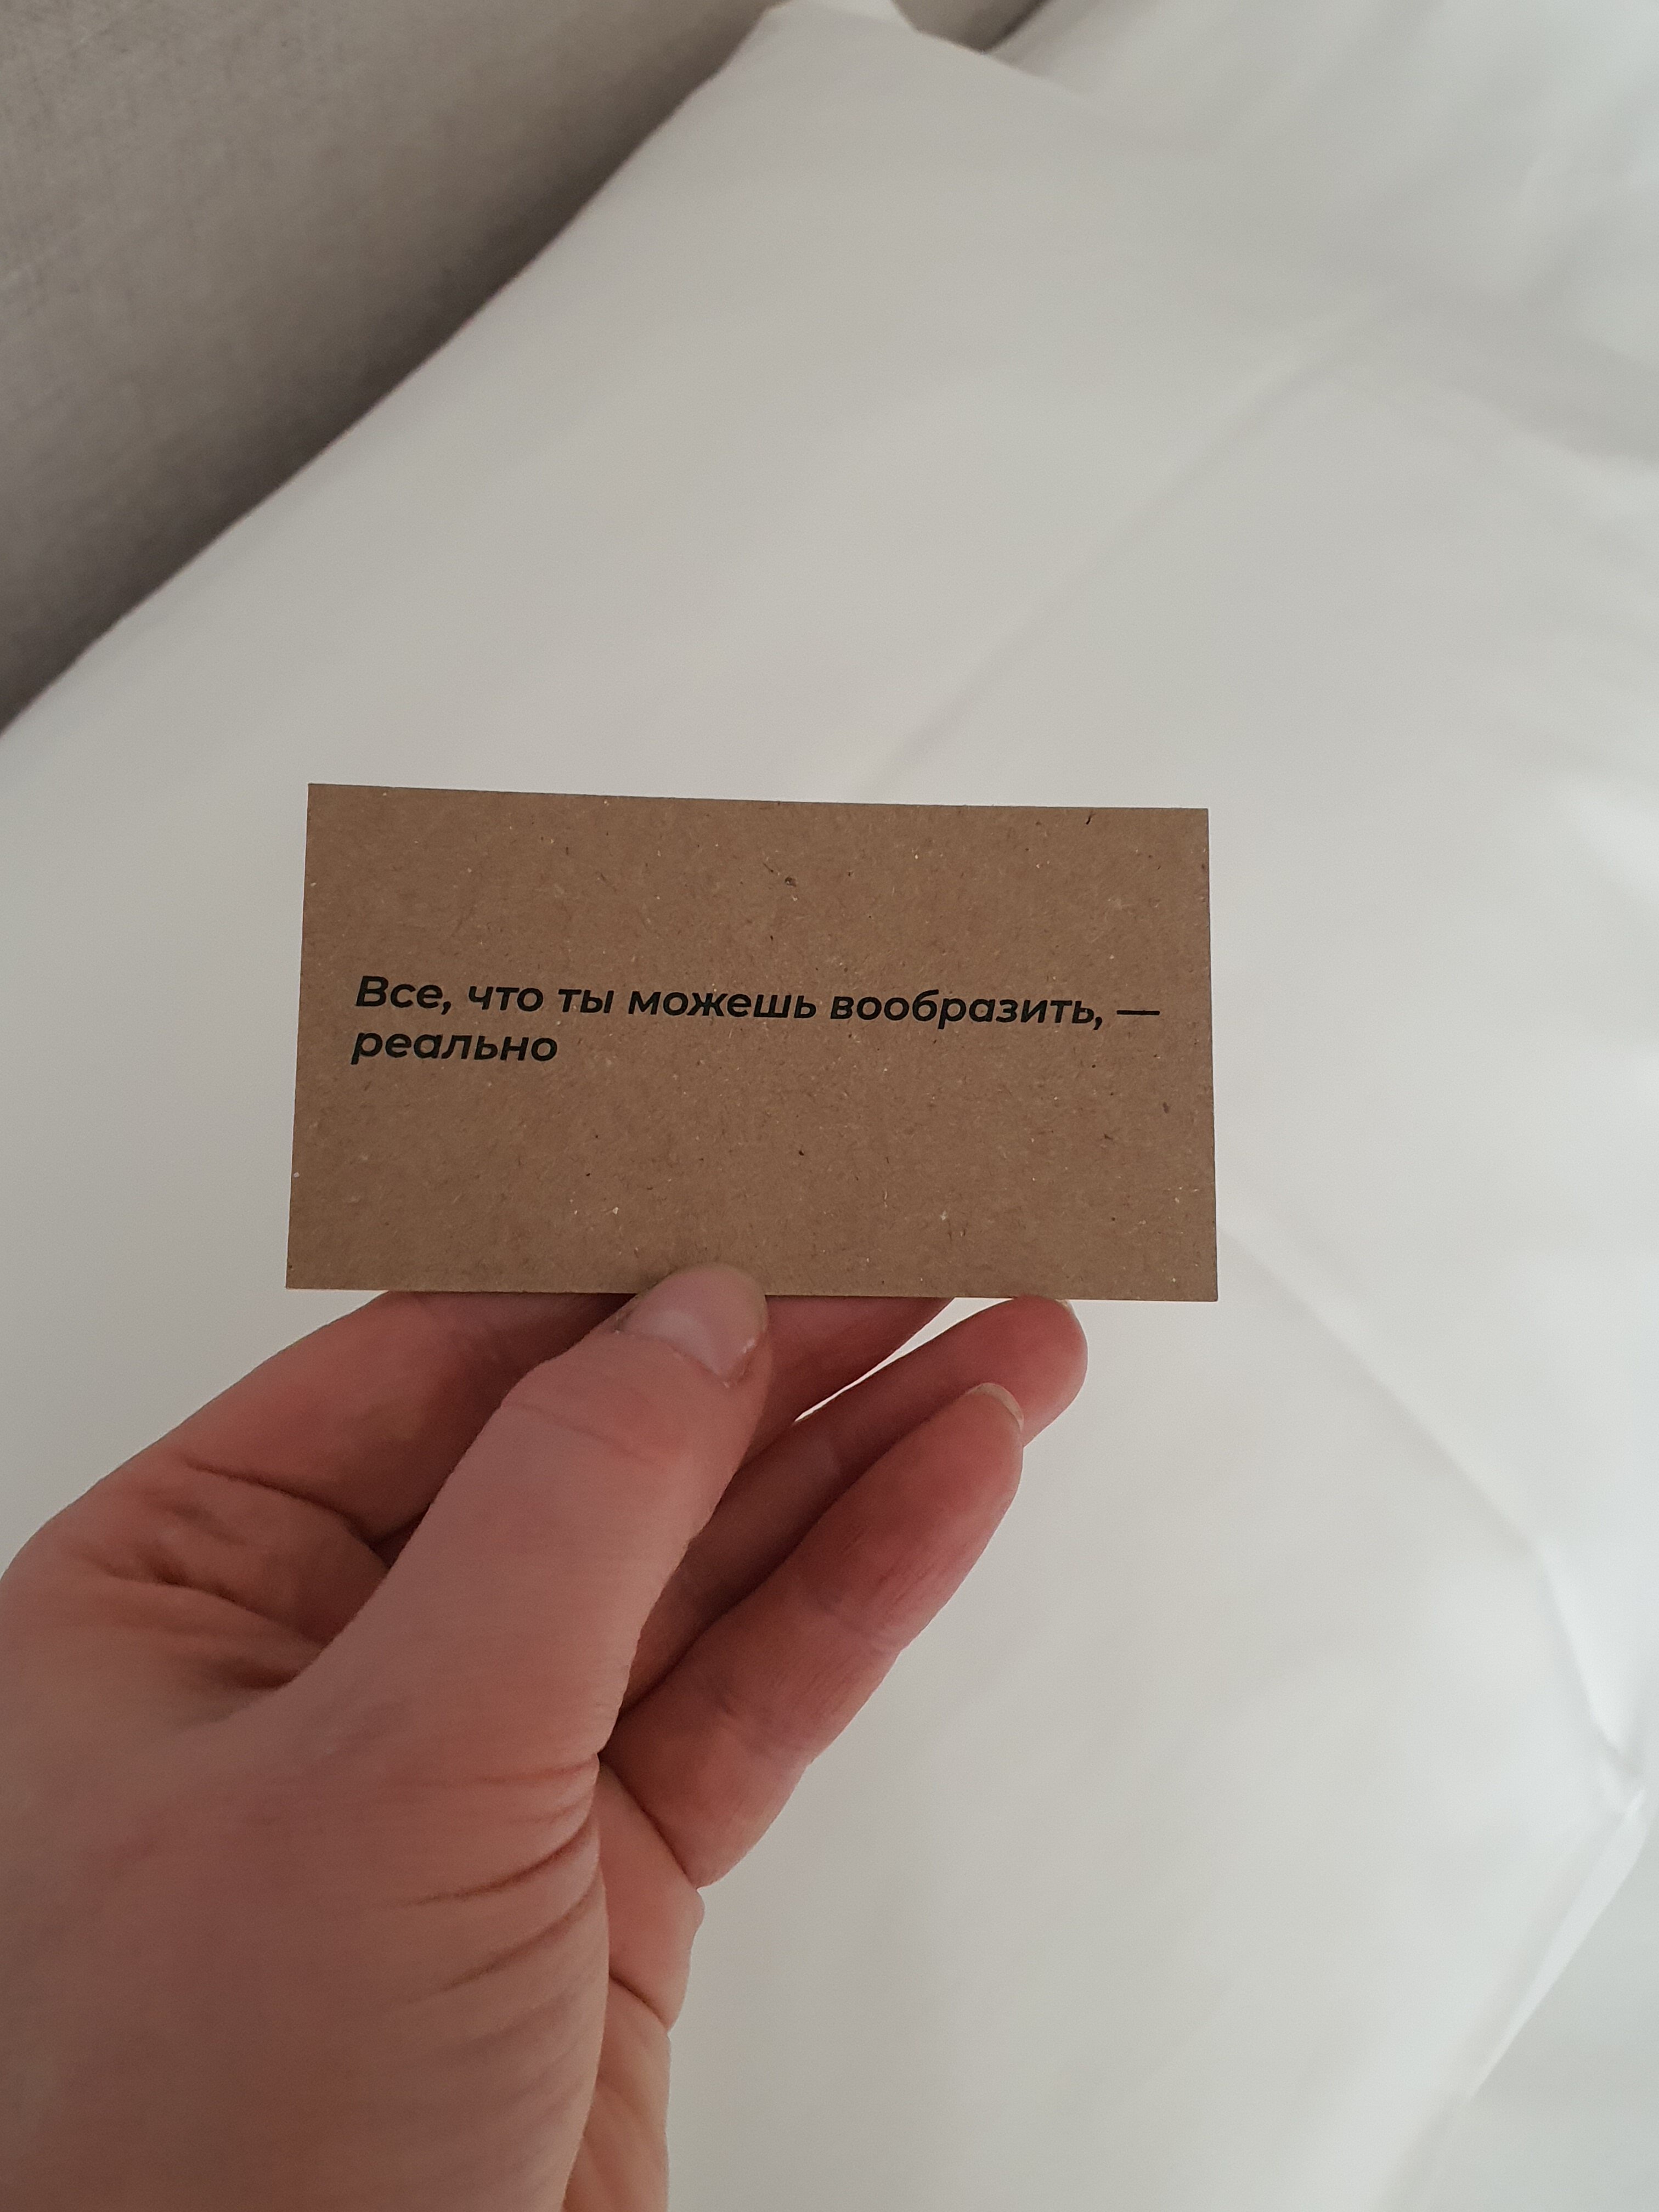 Все, что ты можешь вообразить, —
реально